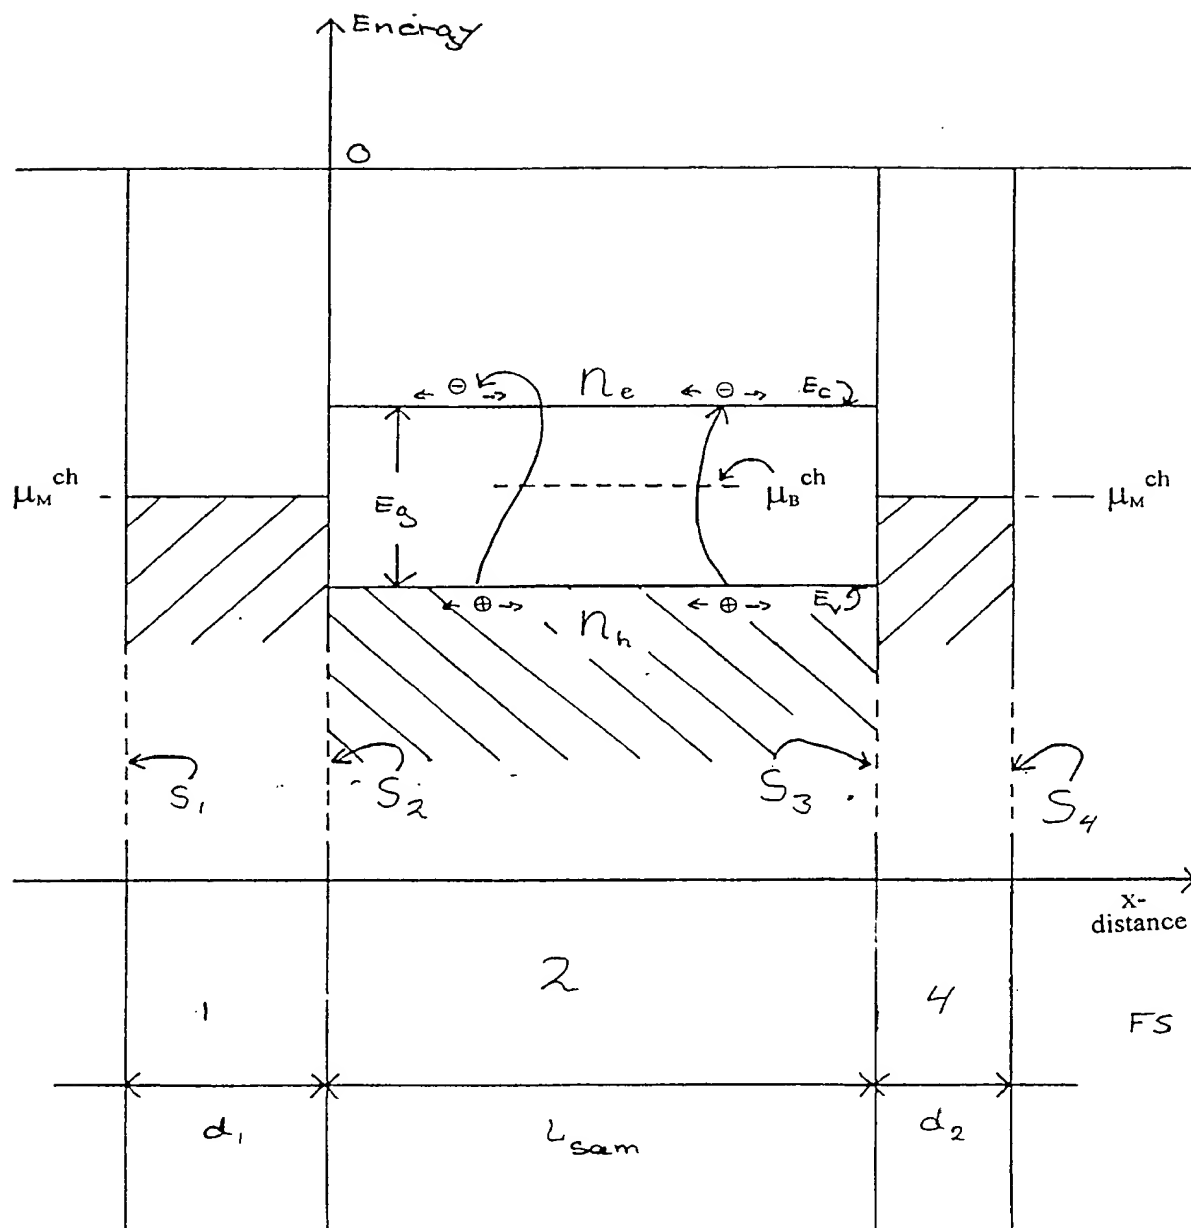 Energy
0
⊖ n_e ⊖ E_c
μ_M^ch
E_g
μ_B^ch
μ_M^ch
⊕ n_h ⊕ E_v
S_1
S_2
S_3
S_4
x-
distance
1
2
4
FS
d_1
L_sam
d_2